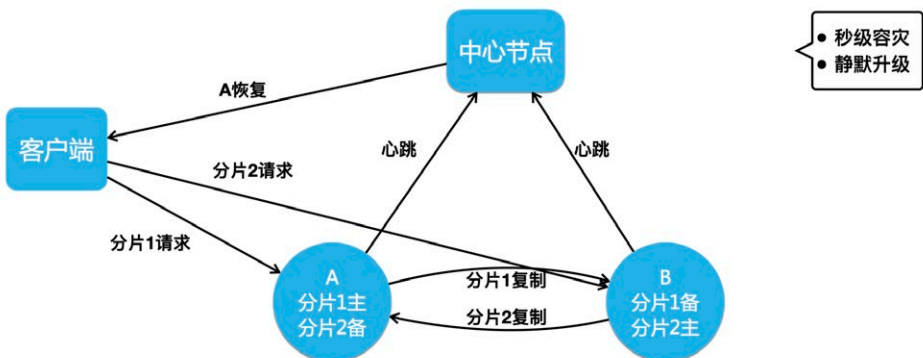 中心节点
秒级容灾
静默升级
A恢复
客户端
心跳
心跳
分片2请求
分片1请求
A
分片1主
分片2备
分片1复制
分片2复制
B
分片1备
分片2主